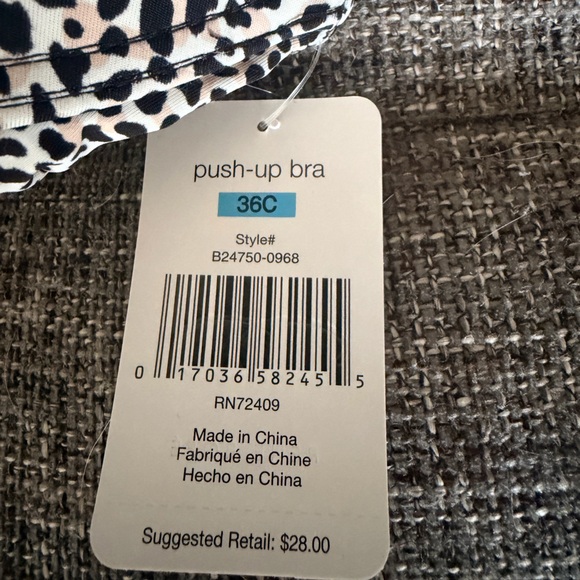 push-up bra
36C
Style#
B24750-0968
0 17036 58245 5
RN72409
Made in China
Fabriqué en Chine
Hecho en China
Suggested Retail: $28.00